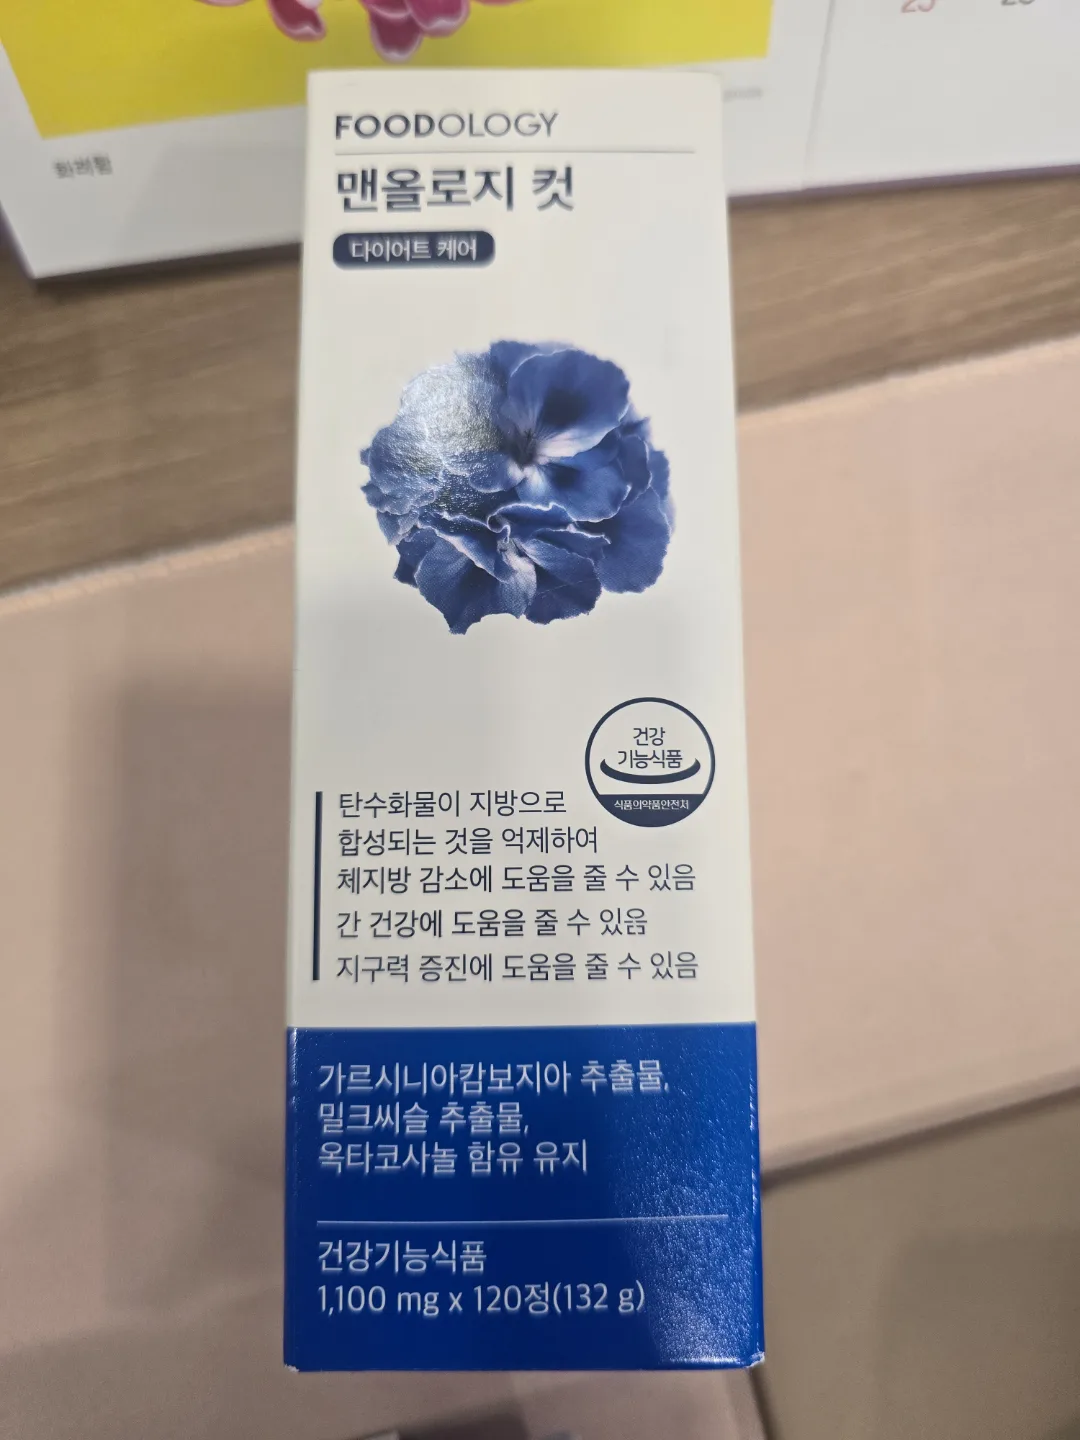 25
FOODOLOGY
맨올로지 컷
다이어트 케어
건강
기능식품
식품의약품안전처
탄수화물이 지방으로
합성되는 것을 억제하여
체지방 감소에 도움을 줄 수 있음
간 건강에 도움을 줄 수 있음
지구력 증진에 도움을 줄 수 있음
가르시니아캄보지아 추출물,
밀크씨슬 추출물,
옥타코사놀 함유 유지
건강기능식품
1,100 mg x 120정(132 g)